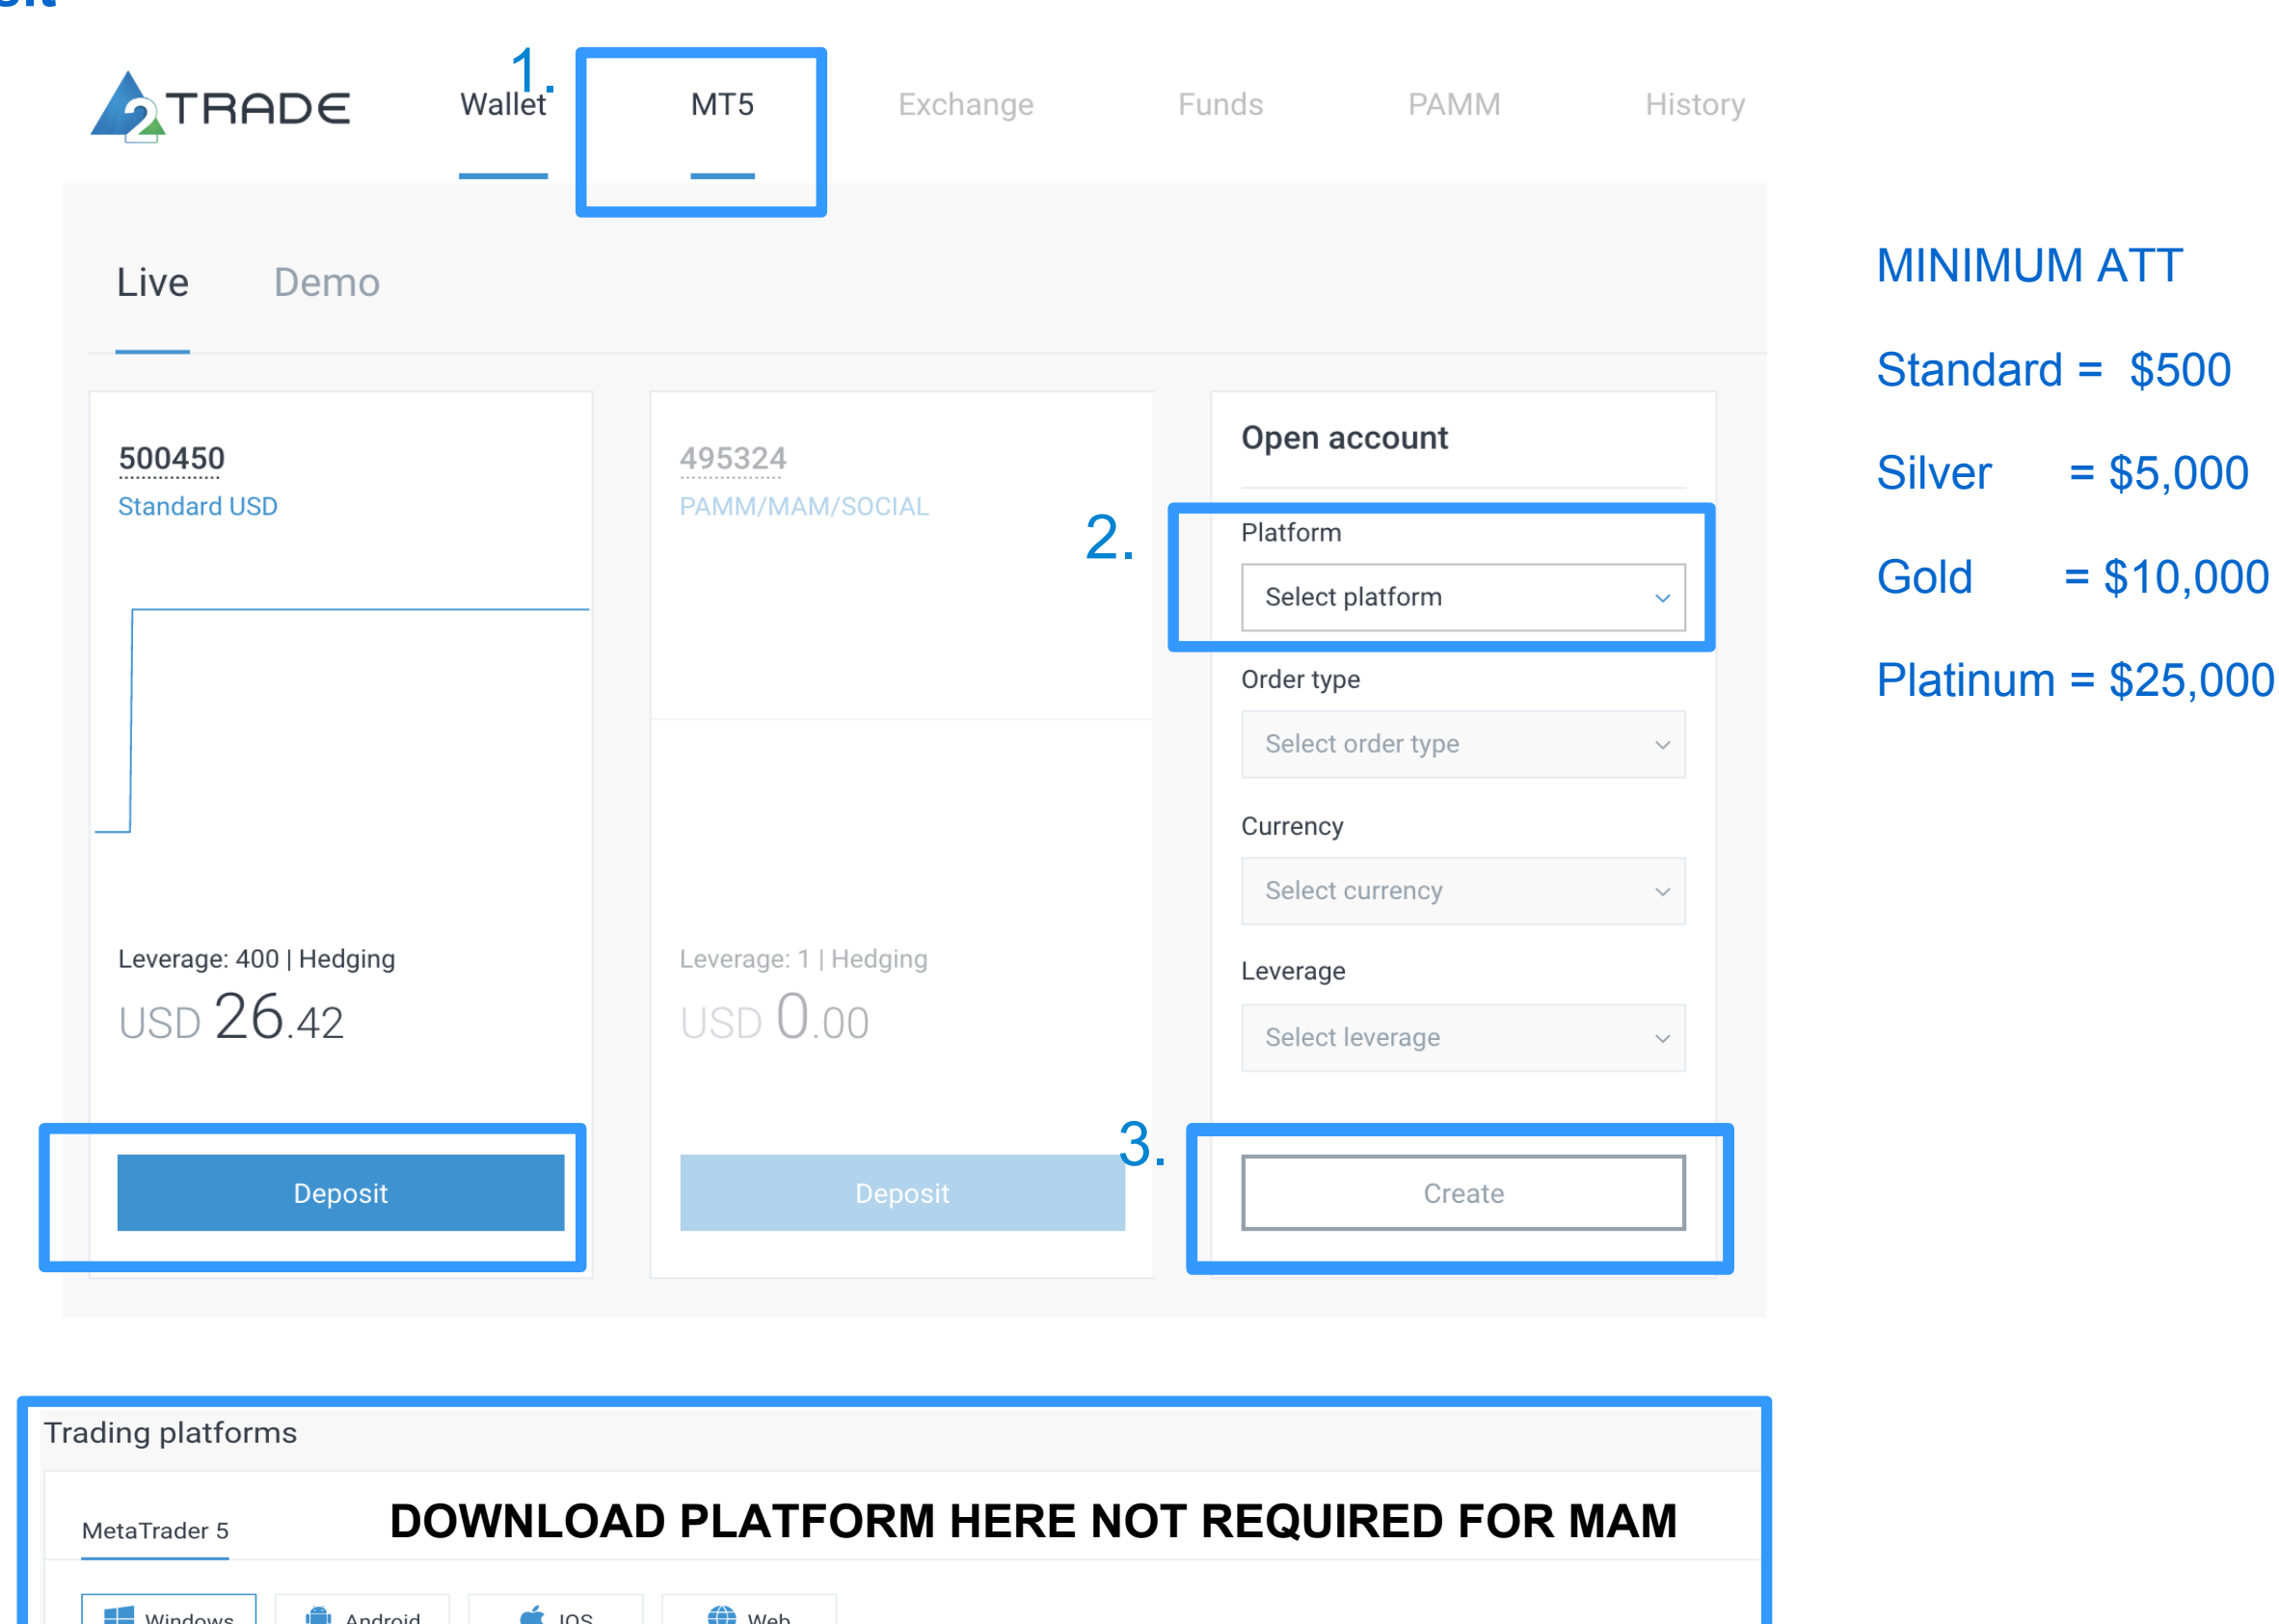 1.
2TRADE Wallet MT5 Exchange Funds PAMM History
Live Demo
MINIMUM ATT
Standard = $500
Silver = $5,000
Gold = $10,000
Platinum = $25,000
500450
Standard USD
Leverage: 400 | Hedging
USD 26.42
Deposit
495324
PAMM/MAM/SOCIAL
Leverage: 1 | Hedging
USD 0.00
Deposit
Open account
2.
Platform
Select platform
Order type
Select order type
Currency
Select currency
Leverage
Select leverage
3.
Create
Trading platforms
MetaTrader 5
DOWNLOAD PLATFORM HERE NOT REQUIRED FOR MAM
Windows Android IOS Web